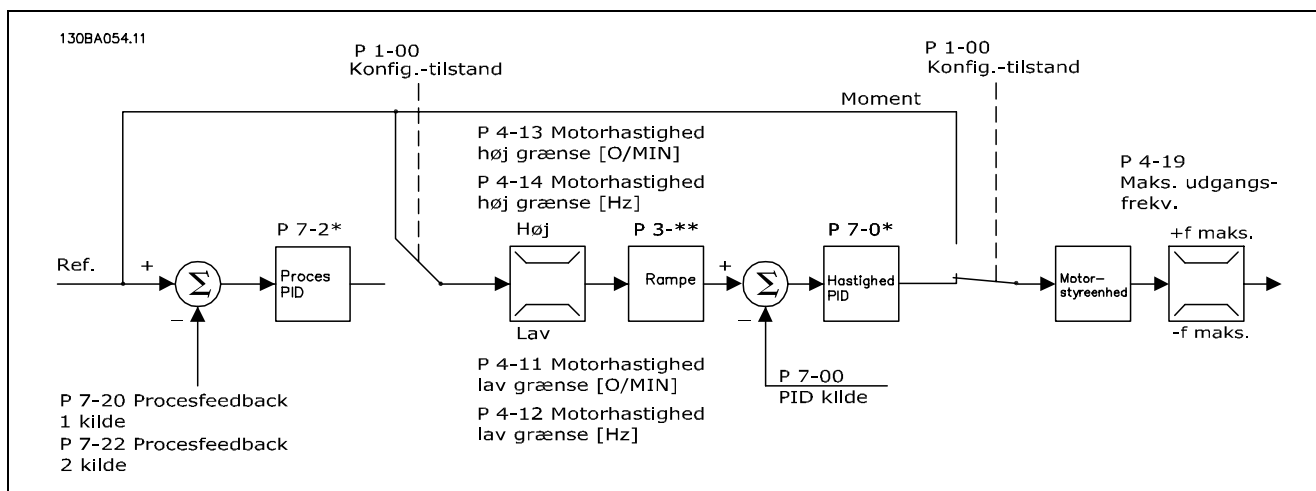 130BA054.11
P 1-00
Konfig.-tilstand
P 1-00
Konfig.-tilstand
Moment
P 4-13 Motorhastighed
høj grænse [O/MIN]
P 4-14 Motorhastighed
høj grænse [Hz]
P 4-19
Maks. udgangs-
frekv.
P 7-2*
Høj
P 3-**
P 7-0*
+f maks.
Ref.
+
Σ
−
Proces
PID
Rampe
+
Σ
−
Hastighed
PID
Motor-
styreenhed
Lav
-f maks.
P 4-11 Motorhastighed
lav grænse [O/MIN]
P 4-12 Motorhastighed
lav grænse [Hz]
P 7-00
PID kilde
P 7-20 Procesfeedback
1 kilde
P 7-22 Procesfeedback
2 kilde